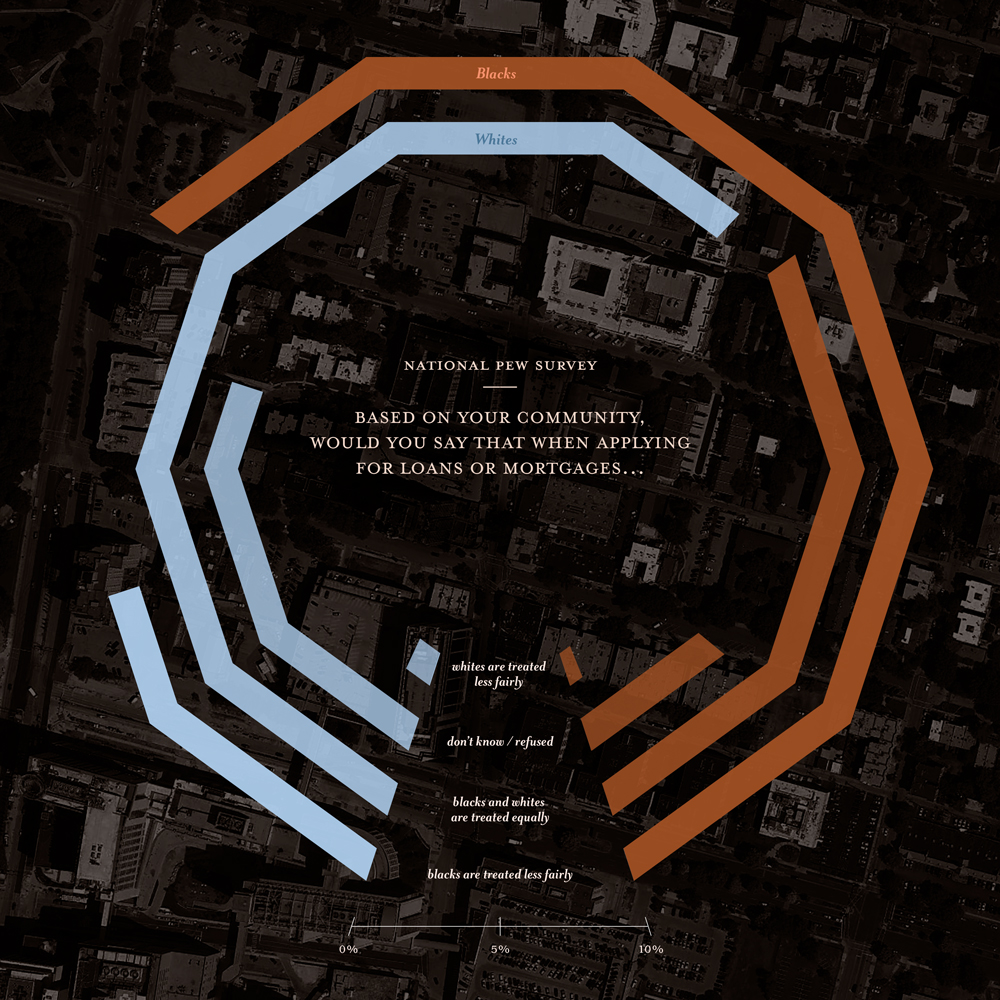 Blacks
Whites
NATIONAL PEW SURVEY
BASED ON YOUR COMMUNITY,
WOULD YOU SAY THAT WHEN APPLYING
FOR LOANS OR MORTGAGES...
whites are treated
less fairly
don't know / refused
blacks and whites
are treated equally
blacks are treated less fairly
0% 5% 10%